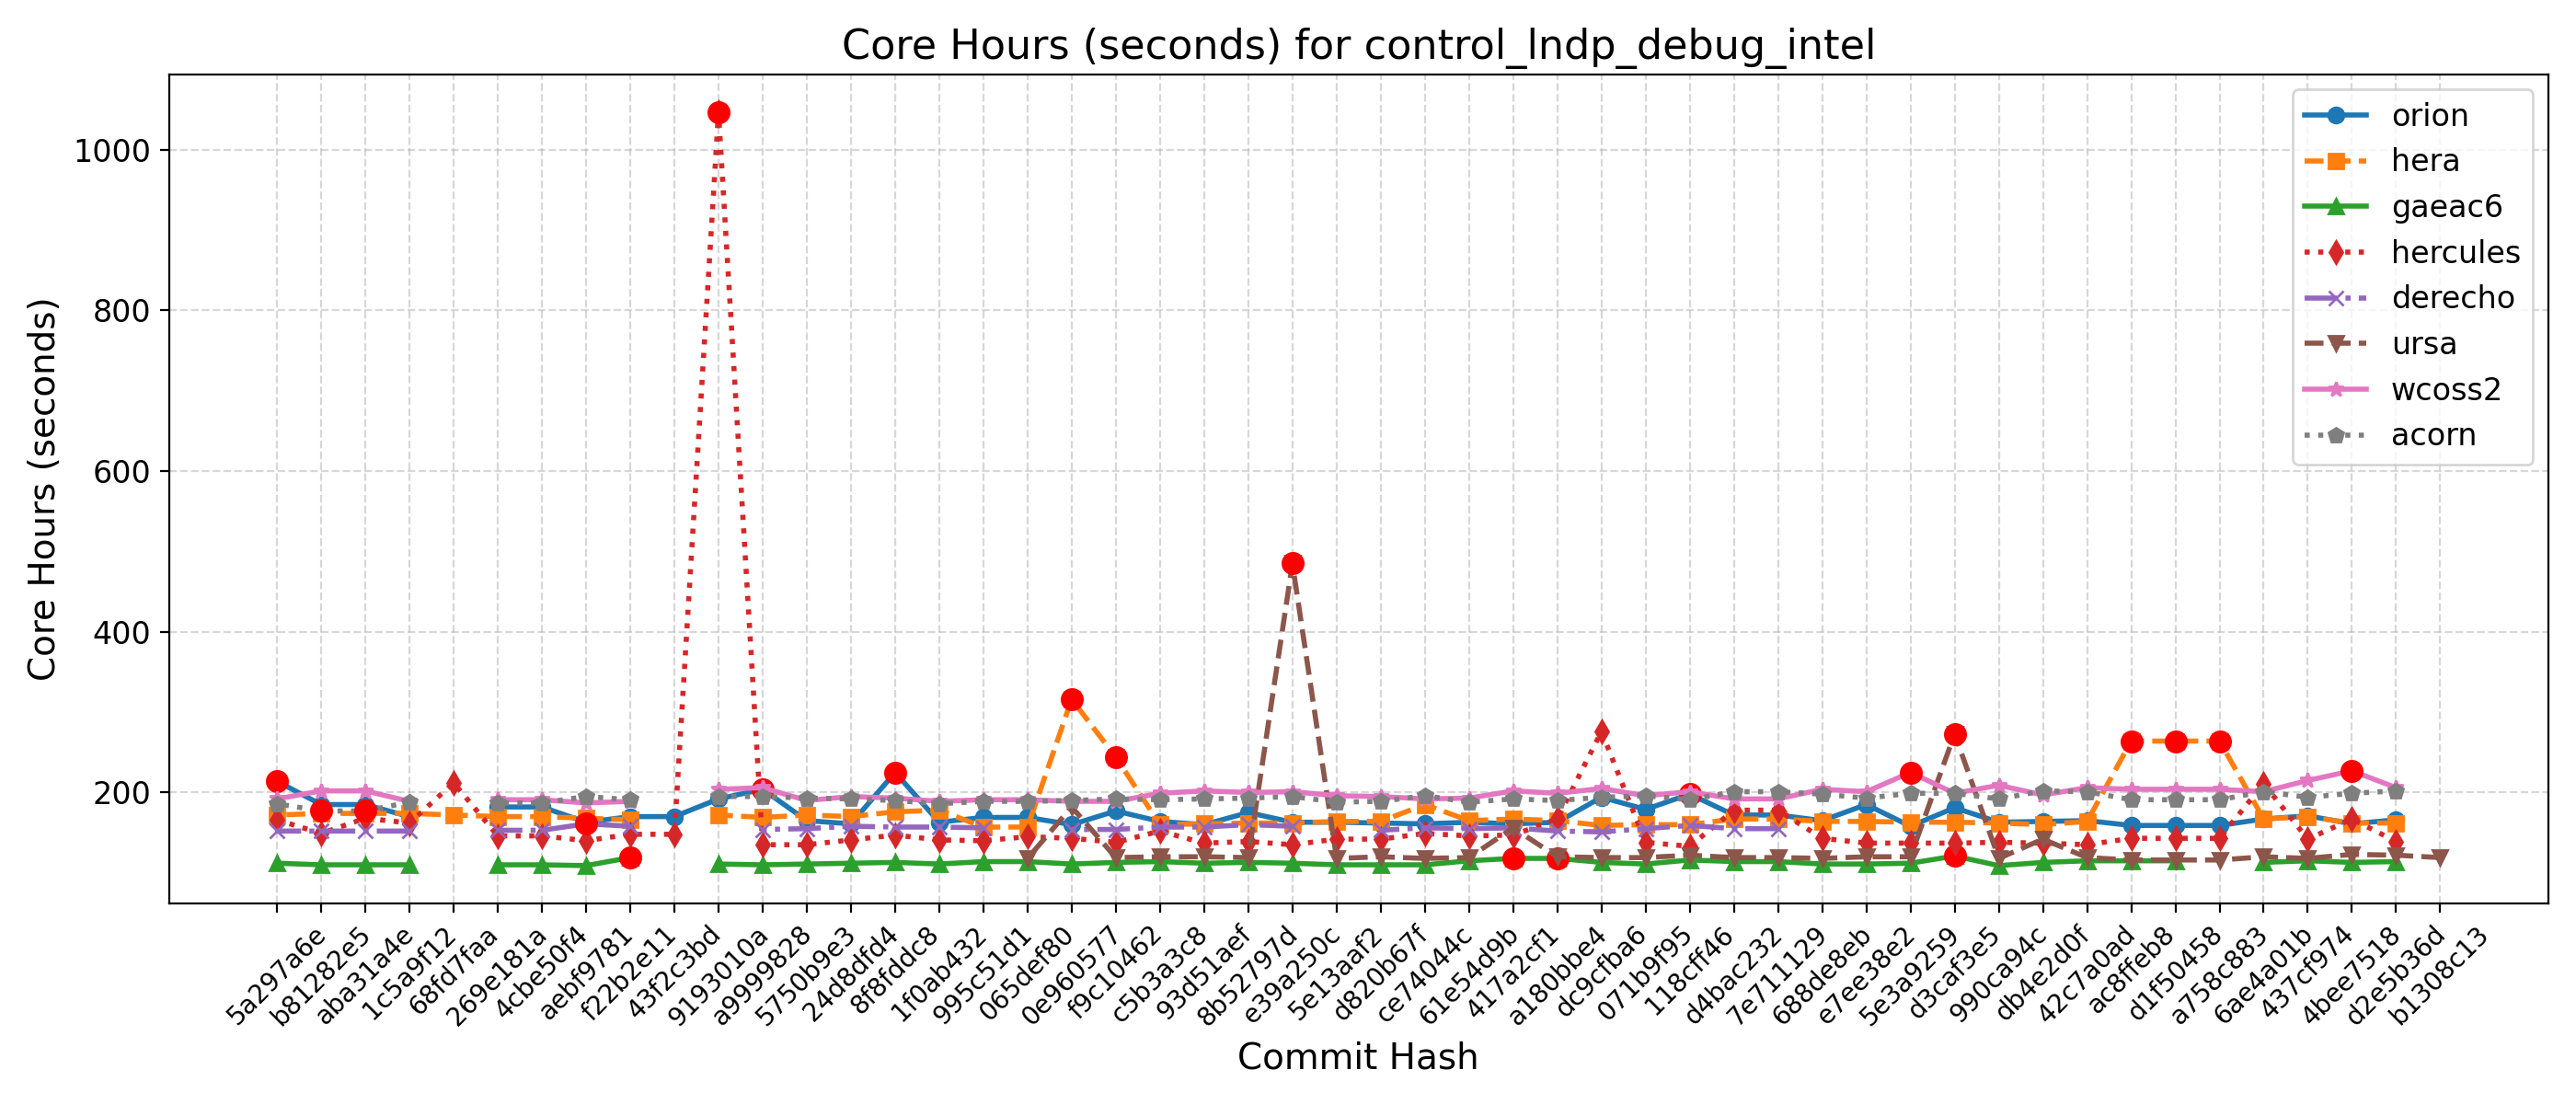 Core Hours (seconds) for control_lndp_debug_intel
Core Hours (seconds)
1000
800
600
400
200
orion
hera
gaeac6
hercules
derecho
ursa
wcoss2
acorn
5a297a6e
b81282e5
aba31a4e
1c5a9f12
68fd7faa
269e181a
4cbe50f4
aebf9781
f22b2e11
43f2c3bd
9193010a
a9999828
5750b9e3
24d8dfd4
8f8fddc8
1f0ab432
995c51d1
065def80
0e960577
f9c10462
c5b3a3c8
93d51aef
8b52797d
e39a250c
5e13aaf2
d820b67f
ce74044c
61e54d9b
417a2cf1
a180bbe4
dc9cfba6
071b9f95
118cff46
d4bac232
7e711129
688de8eb
e7ee38e2
5e3a9259
d3caf3e5
990ca94c
db4e2d0f
42c7a0ad
ac8ffeb8
d1f50458
a758c883
6ae4a01b
437cf974
4bee7518
d2e5b36d
b1308c13
Commit Hash